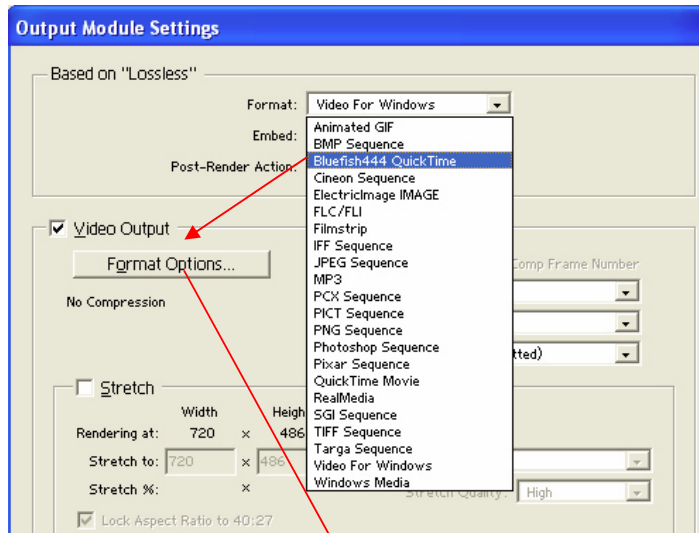 Output Module Settings
Based on "Lossless"
Format: Video For Windows
Embed:
Post-Render Action:
Animated GIF
BMP Sequence
Bluefish444 QuickTime
Cineon Sequence
ElectricImage IMAGE
FLC/FLI
Filmstrip
IFF Sequence
JPEG Sequence
MP3
PCX Sequence
PICT Sequence
PNG Sequence
Photoshop Sequence
Pixar Sequence
QuickTime Movie
RealMedia
SGI Sequence
TIFF Sequence
Targa Sequence
Video For Windows
Windows Media
Video Output
Format Options...
Comp Frame Number
No Compression
tted)
Stretch
Width Heigh
Rendering at: 720 x 486
Stretch to: 720 x 486
Stretch %: x
Stretch Quality: High
Lock Aspect Ratio to 40:27